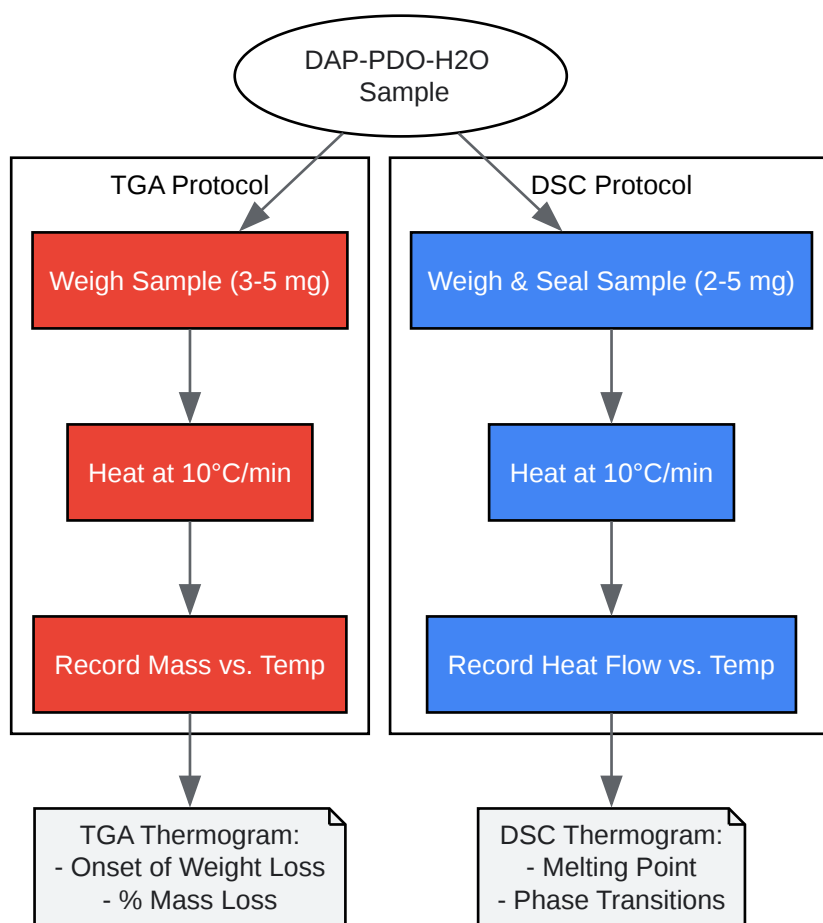 DAP-PDO-H2O
Sample
TGA Protocol
Weigh Sample (3-5 mg)
Heat at 10°C/min
Record Mass vs. Temp
TGA Thermogram:
- Onset of Weight Loss
- % Mass Loss
DSC Protocol
Weigh & Seal Sample (2-5 mg)
Heat at 10°C/min
Record Heat Flow vs. Temp
DSC Thermogram:
- Melting Point
- Phase Transitions